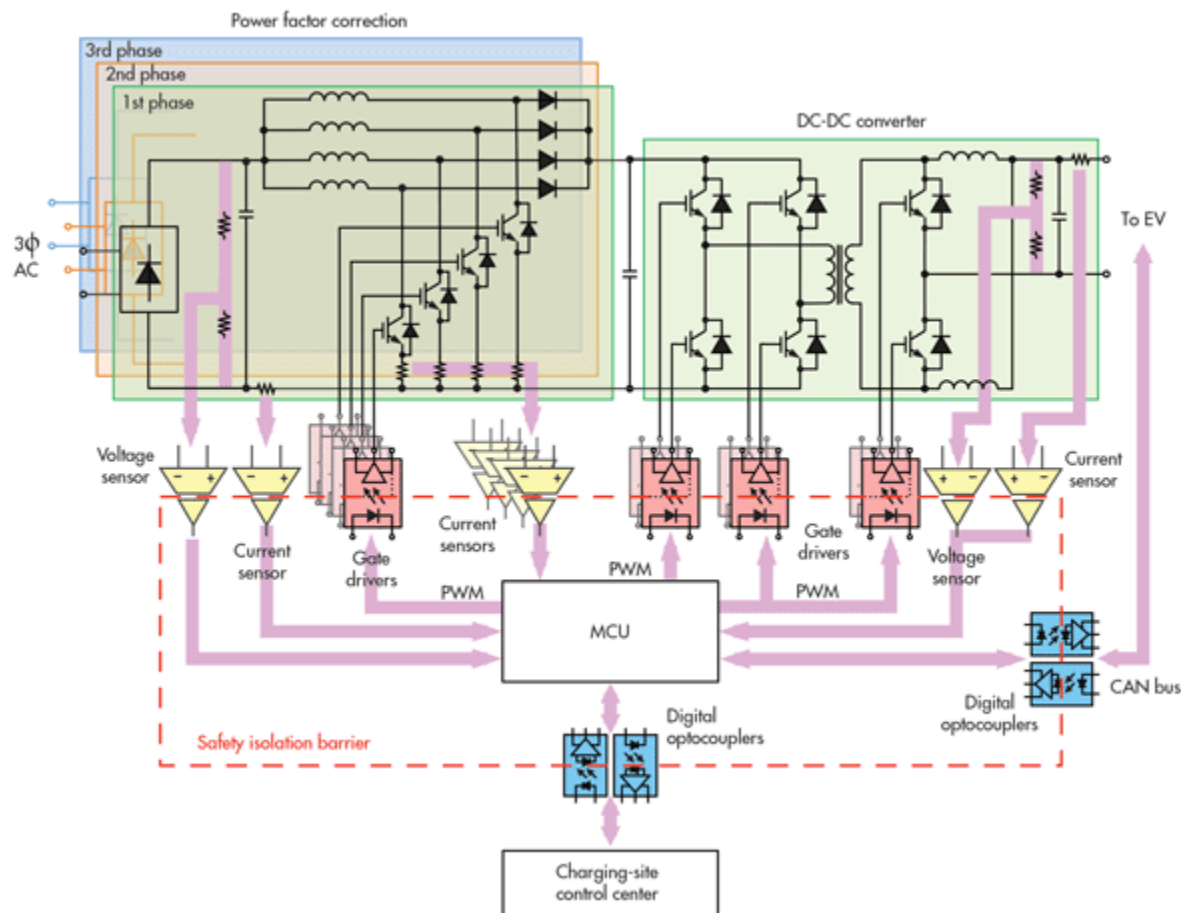 Power factor correction
3rd phase
2nd phase
1st phase
DC-DC converter
3ϕ
AC
To EV
Voltage
sensor
Current
sensor
Gate
drivers
Current
sensors
PWM
PWM
PWM
Gate
drivers
Voltage
sensor
Current
sensor
MCU
CAN bus
Digital
optocouplers
Digital
optocouplers
Safety isolation barrier
Charging-site
control center